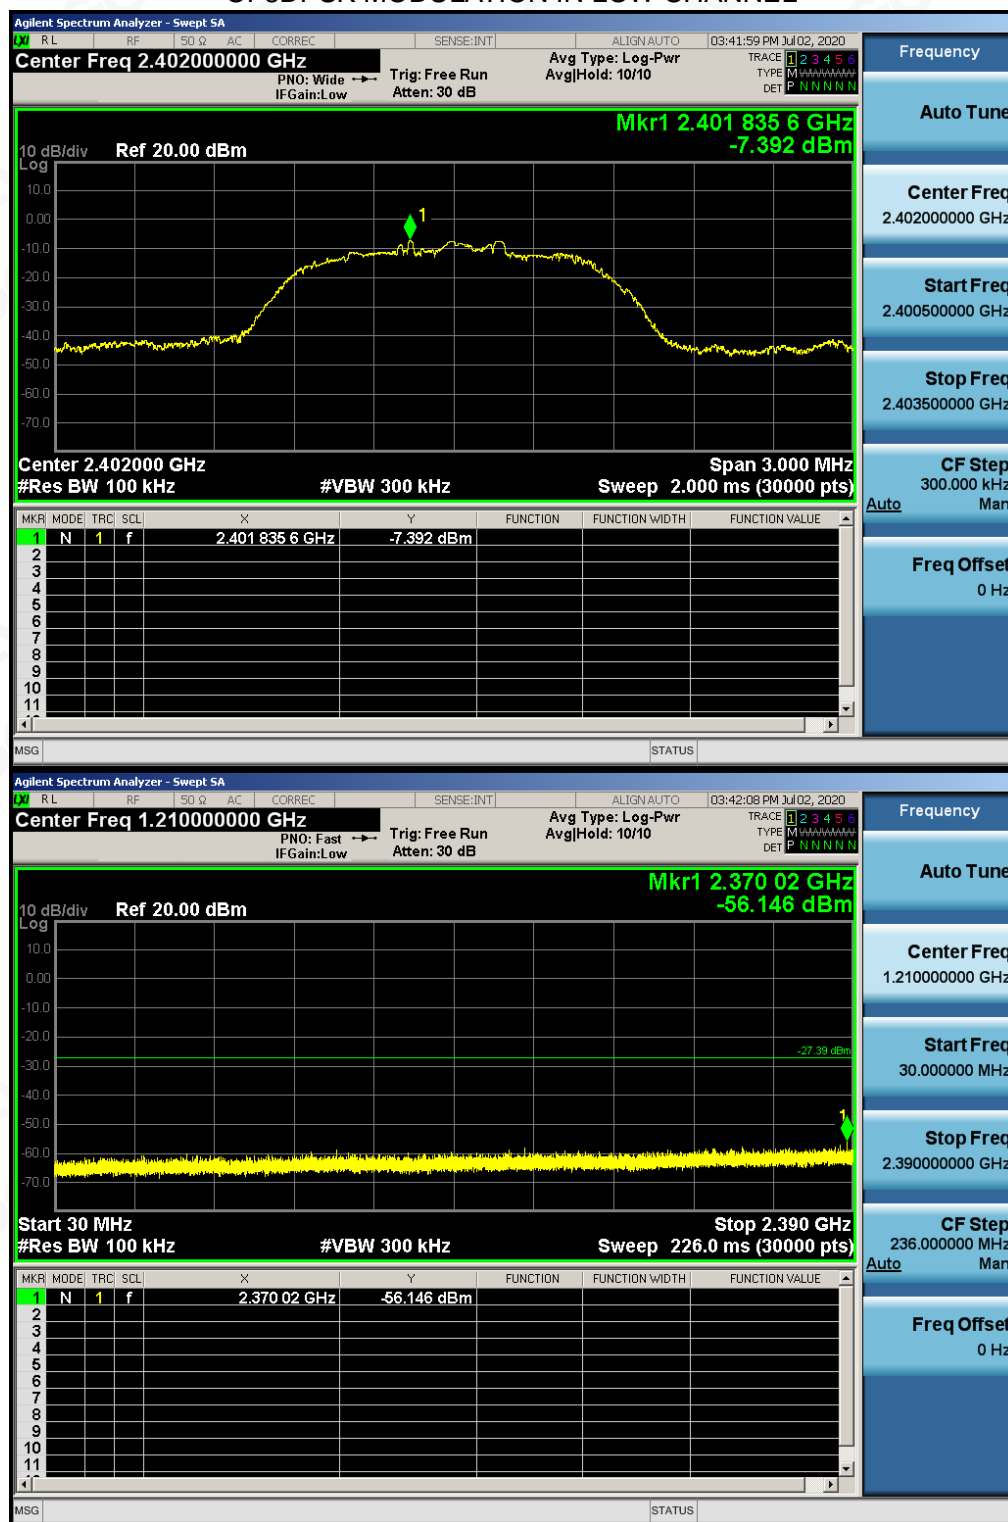 OF 8DPSK MODULATION IN LOW CHANNEL
Agilent Spectrum Analyzer - Swept SA
LXI RL RF 50 Ω AC CORREC SENSE:INT ALIGN AUTO 03:41:59 PM Jul 02, 2020
Center Freq 2.402000000 GHz
PNO: Wide
IFGain:Low
Trig: Free Run
Atten: 30 dB
Avg Type: Log-Pwr
Avg|Hold: 10/10
TRACE 1 2 3 4 5 6
TYPE M WWWWW
DET P N N N N N
Mkr1 2.401 835 6 GHz
-7.392 dBm
10 dB/div Ref 20.00 dBm
Log
10.0
0.00
1
-10.0
-20.0
-30.0
-40.0
-50.0
-60.0
-70.0
Center 2.402000 GHz Span 3.000 MHz
#Res BW 100 kHz #VBW 300 kHz Sweep 2.000 ms (30000 pts)
MKR MODE TRC SCL X Y FUNCTION FUNCTION WIDTH FUNCTION VALUE
1 N 1 f 2.401 835 6 GHz -7.392 dBm
2
3
4
5
6
7
8
9
10
11
MSG STATUS
Frequency
Auto Tune
Center Freq
2.402000000 GHz
Start Freq
2.400500000 GHz
Stop Freq
2.403500000 GHz
CF Step
300.000 kHz
Auto Man
Freq Offset
0 Hz
Agilent Spectrum Analyzer - Swept SA
LXI RL RF 50 Ω AC CORREC SENSE:INT ALIGN AUTO 03:42:08 PM Jul 02, 2020
Center Freq 1.210000000 GHz
PNO: Fast
IFGain:Low
Trig: Free Run
Atten: 30 dB
Avg Type: Log-Pwr
Avg|Hold: 10/10
TRACE 1 2 3 4 5 6
TYPE M WWWWW
DET P N N N N N
Mkr1 2.370 02 GHz
-56.146 dBm
10 dB/div Ref 20.00 dBm
Log
10.0
0.00
-10.0
-20.0
-27.39 dBm
-30.0
-40.0
1
-50.0
-60.0
-70.0
Start 30 MHz Stop 2.390 GHz
#Res BW 100 kHz #VBW 300 kHz Sweep 226.0 ms (30000 pts)
MKR MODE TRC SCL X Y FUNCTION FUNCTION WIDTH FUNCTION VALUE
1 N 1 f 2.370 02 GHz -56.146 dBm
2
3
4
5
6
7
8
9
10
11
MSG STATUS
Frequency
Auto Tune
Center Freq
1.210000000 GHz
Start Freq
30.000000 MHz
Stop Freq
2.390000000 GHz
CF Step
236.000000 MHz
Auto Man
Freq Offset
0 Hz